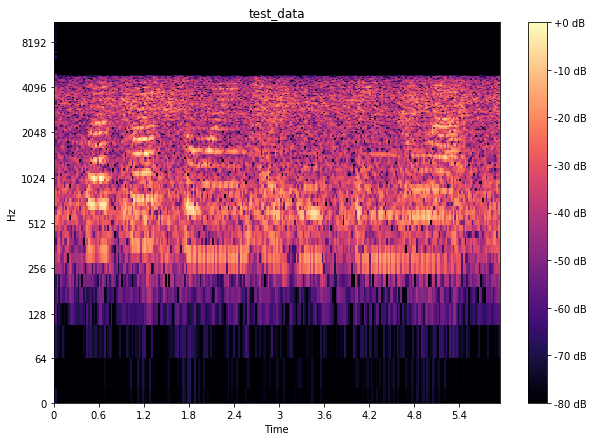 test_data
8192
4096
2048
1024
512
256
128
64
0
Hz
0 0.6 1.2 1.8 2.4 3 3.6 4.2 4.8 5.4
Time
+0 dB
-10 dB
-20 dB
-30 dB
-40 dB
-50 dB
-60 dB
-70 dB
-80 dB